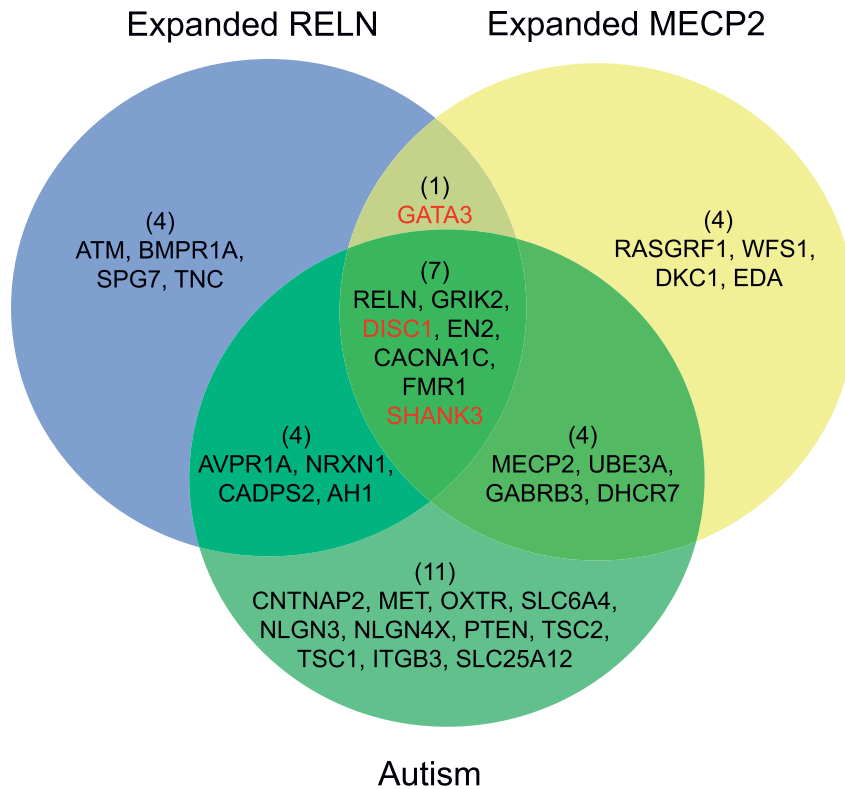 Expanded RELN
Expanded MECP2
(1)
GATA3
(4)
ATM, BMPR1A,
SPG7, TNC
(4)
RASGRF1, WFS1,
DKC1, EDA
(7)
RELN, GRIK2,
DISC1, EN2,
CACNA1C,
FMR1
SHANK3
(4)
AVPR1A, NRXN1,
CADPS2, AH1
(4)
MECP2, UBE3A,
GABRB3, DHCR7
(11)
CNTNAP2, MET, OXTR, SLC6A4,
NLGN3, NLGN4X, PTEN, TSC2,
TSC1, ITGB3, SLC25A12
Autism